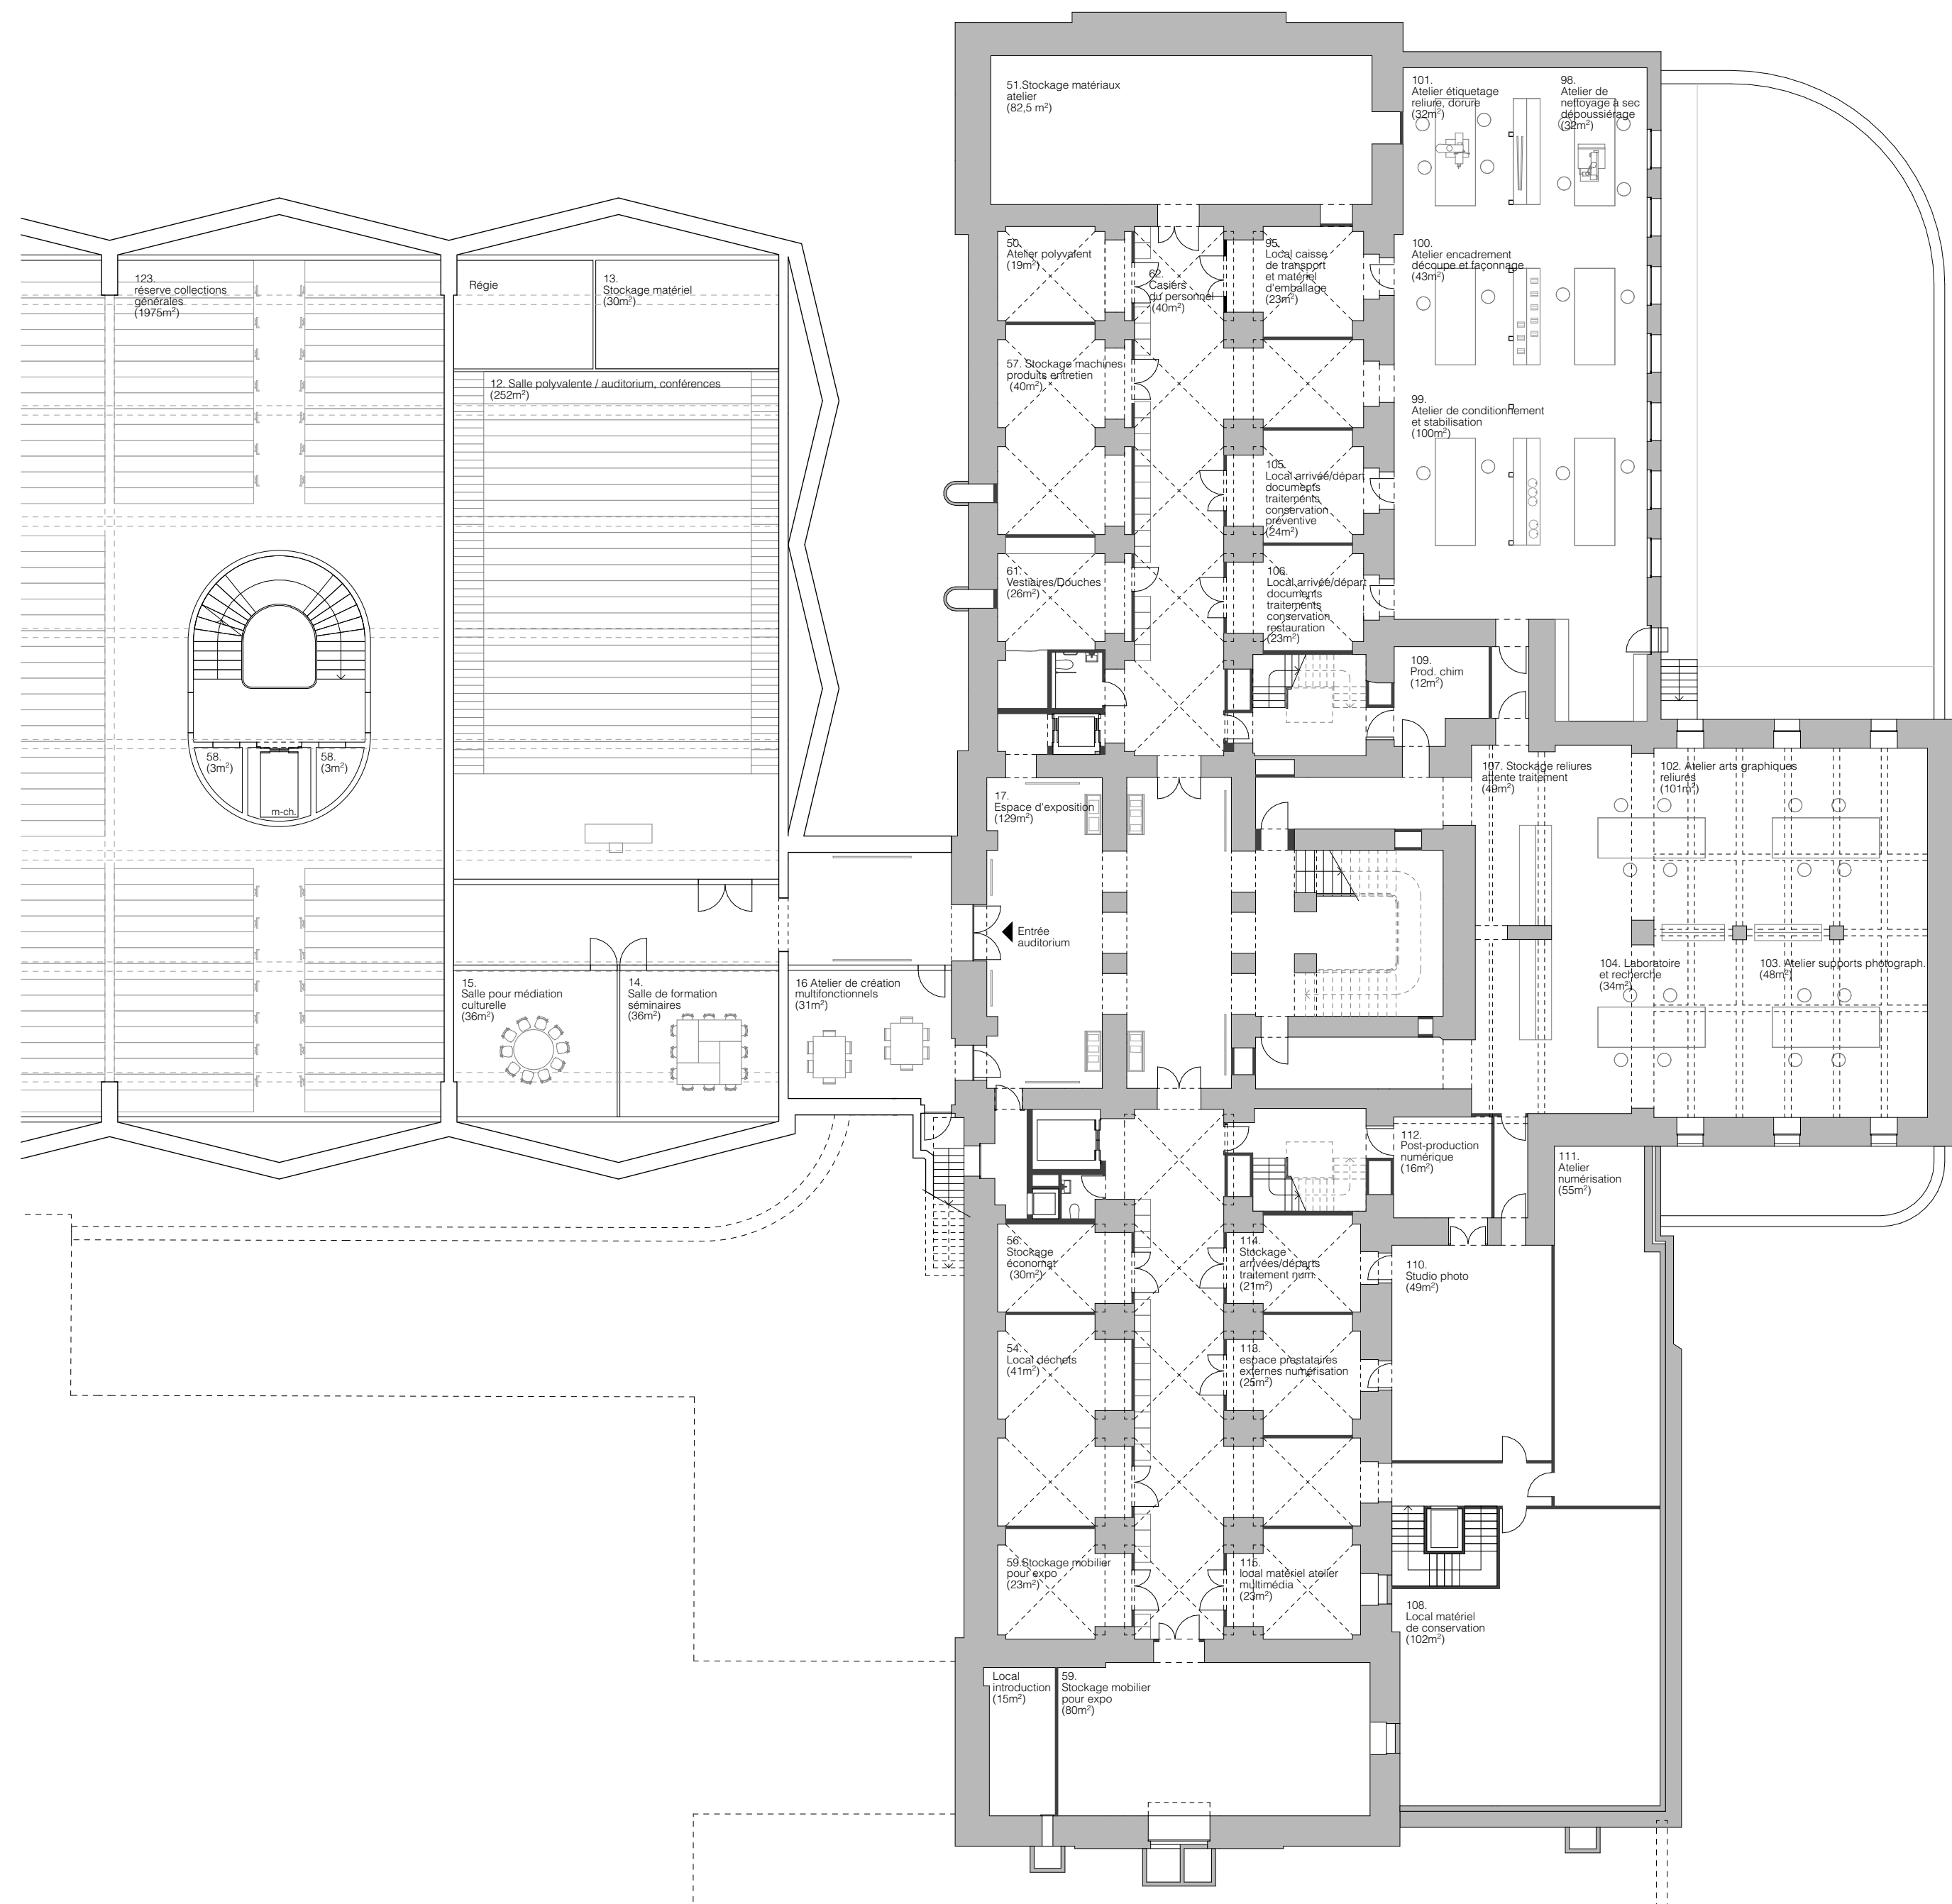 51.Stockage matériaux
atelier
(82,5 m²)
101.
Atelier étiquetage
reliure, dorure
(32m²)
98.
Atelier de
nettoyage à sec
dépoussiérage
(32m²)
50.
Atelier polyvalent
(19m²)
62.
Casiers
du personnel
(40m²)
95.
Local caisse
de transport
et matériel
d'emballage
(23m²)
100.
Atelier encadrement
découpe et façonnage
(43m²)
123.
réserve collections
générales
(1975m²)
Régie
13.
Stockage matériel
(30m²)
12. Salle polyvalente / auditorium, conférences
(252m²)
57. Stockage machines
produits entretien
(40m²)
99.
Atelier de conditionnement
et stabilisation
(100m²)
105.
Local arrivée/départ
documents
traitements
conservation
préventive
(24m²)
61.
Vestiaires/Douches
(26m²)
106.
Local arrivée/départ
documents
traitements
conservation
restauration
(23m²)
109.
Prod. chim
(12m²)
58.
(3m²)
58.
(3m²)
m-ch.
17.
Espace d'exposition
(129m²)
107. Stockage reliures
attente traitement
(49m²)
102. Atelier arts graphiques
reliures
(101m²)
Entrée
auditorium
104. Laboratoire
et recherche
(34m²)
103. Atelier supports photograph.
(48m²)
15.
Salle pour médiation
culturelle
(36m²)
14.
Salle de formation
séminaires
(36m²)
16 Atelier de création
multifonctionnels
(31m²)
112.
Post-production
numérique
(16m²)
111.
Atelier
numérisation
(55m²)
56.
Stockage
économat
(30m²)
114.
Stockage
arrivées/départs
traitement num.
(21m²)
110.
Studio photo
(49m²)
54.
Local déchets
(41m²)
113.
espace prestataires
externes numérisation
(25m²)
59.Stockage mobilier
pour expo
(23m²)
115.
local matériel atelier
multimédia
(23m²)
108.
Local matériel
de conservation
(102m²)
Local
introduction
(15m²)
59.
Stockage mobilier
pour expo
(80m²)